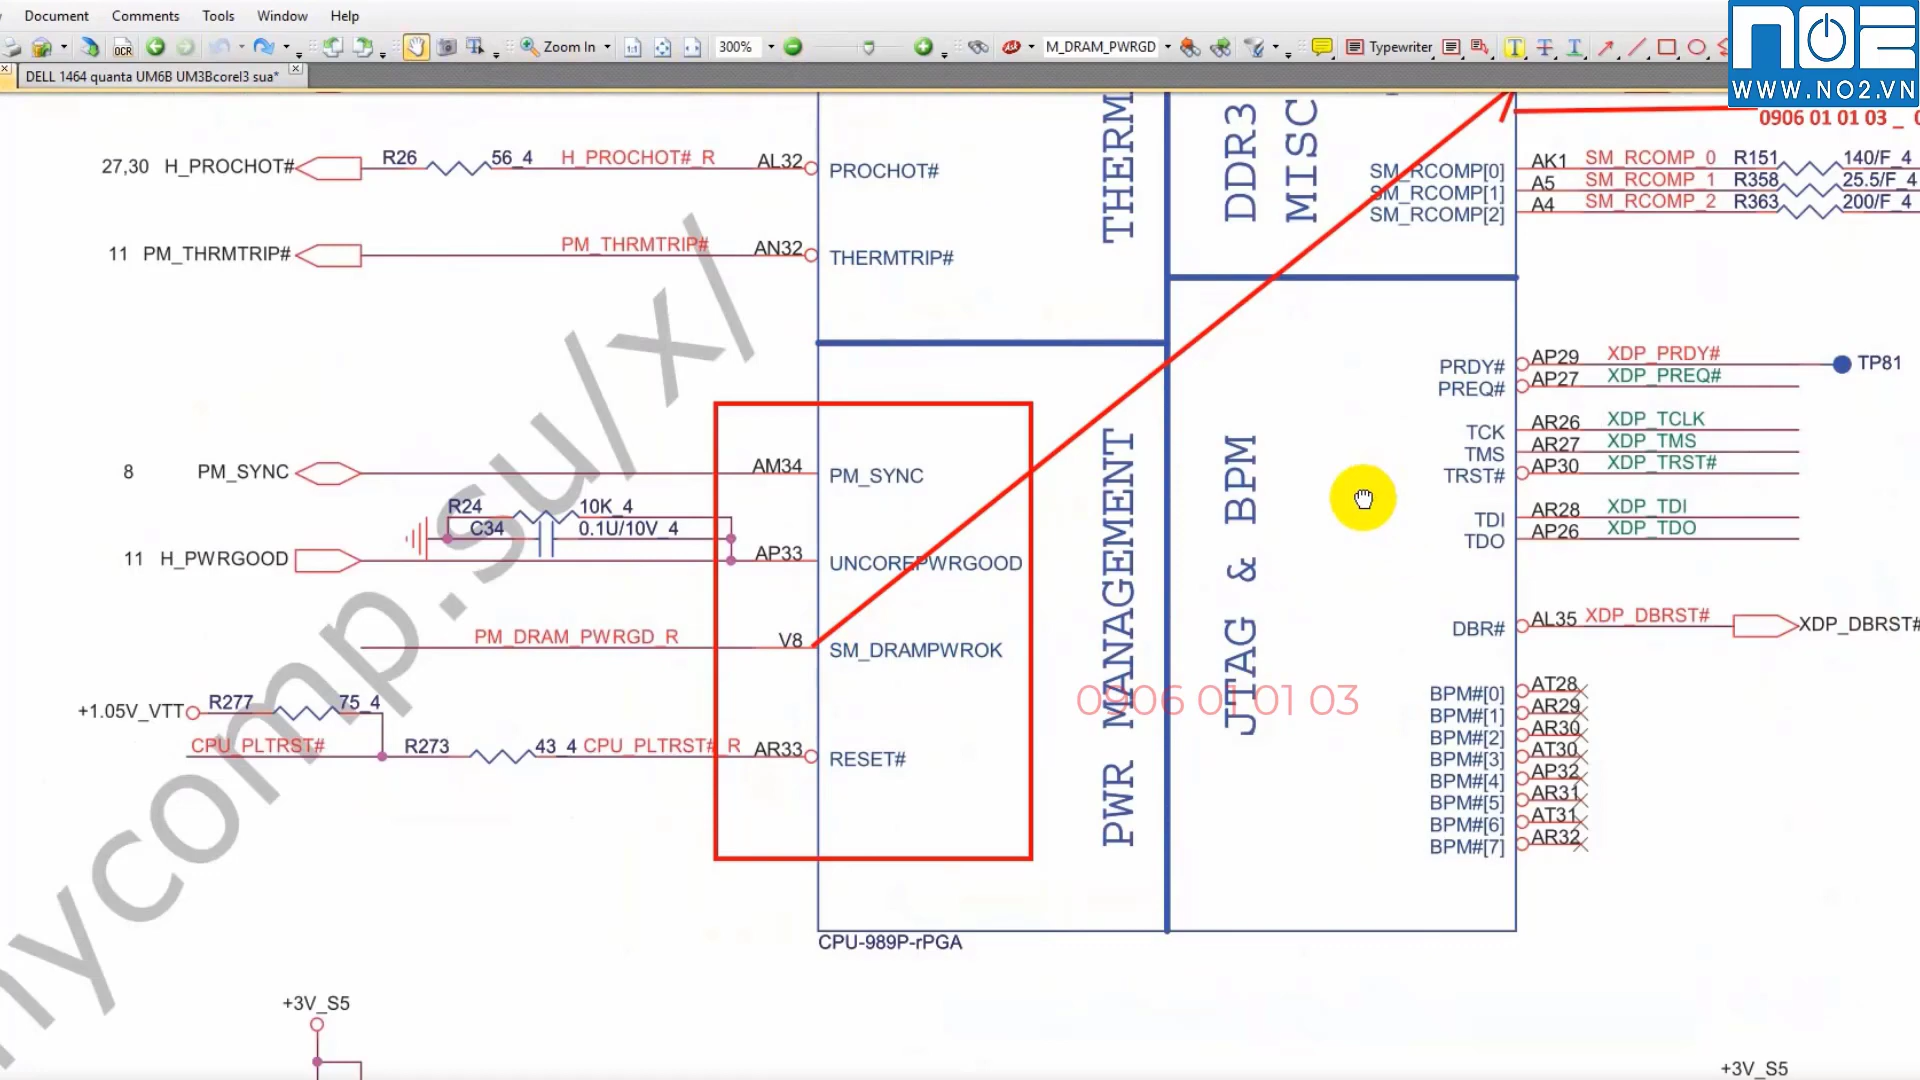 Document Comments Tools Window Help
OCR Zoom In 300% M_DRAM_PWRGD Typewriter
NO2
WWW.NO2.VN
DELL 1464 quanta UM6B UM3BcoreI3 sua*
0906 01 01 03 _
27,30 H_PROCHOT# R26 56_4 H_PROCHOT#_R AL32 PROCHOT#
11 PM_THRMTRIP# PM_THRMTRIP# AN32 THERMTRIP#
THERM
DDR3
MISC
SM_RCOMP[0] AK1 SM_RCOMP_0 R151 140/F_4
SM_RCOMP[1] A5 SM_RCOMP_1 R358 25.5/F_4
SM_RCOMP[2] A4 SM_RCOMP_2 R363 200/F_4
8 PM_SYNC AM34 PM_SYNC
R24 10K_4
C34 0.1U/10V_4
11 H_PWRGOOD AP33 UNCOREPWRGOOD
PM_DRAM_PWRGD_R V8 SM_DRAMPWROK
+1.05V_VTT R277 75_4
CPU_PLTRST# R273 43_4 CPU_PLTRST#_R AR33 RESET#
PWR MANAGEMENT
JTAG & BPM
PRDY# AP29 XDP_PRDY# TP81
PREQ# AP27 XDP_PREQ#
TCK AR26 XDP_TCLK
TMS AR27 XDP_TMS
TRST# AP30 XDP_TRST#
TDI AR28 XDP_TDI
TDO AP26 XDP_TDO
DBR# AL35 XDP_DBRST# XDP_DBRST#
BPM#[0] AT28
BPM#[1] AR29
BPM#[2] AR30
BPM#[3] AT30
BPM#[4] AP32
BPM#[5] AR31
BPM#[6] AT31
BPM#[7] AR32
0906 01 01 03
CPU-989P-rPGA
+3V_S5
+3V_S5
mycomp.su/x/